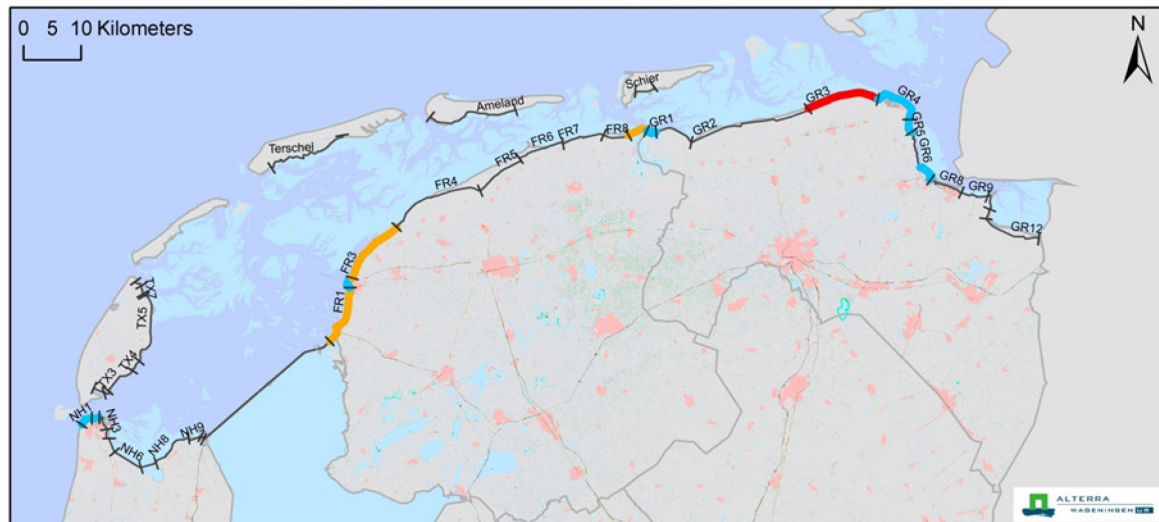 0 5 10 Kilometers
N
Schier
GR3
GR4
Ameland
GR1
GR2
GR5
FR8
FR7
FR6
Terschel
FR5
GR6
FR4
GR8
GR9
GR12
FR3
FR1
TX5
TX4
TX3
NH1
NH3
NH6
NH8
NH9
ALTERRA
WAGENINGEN UR